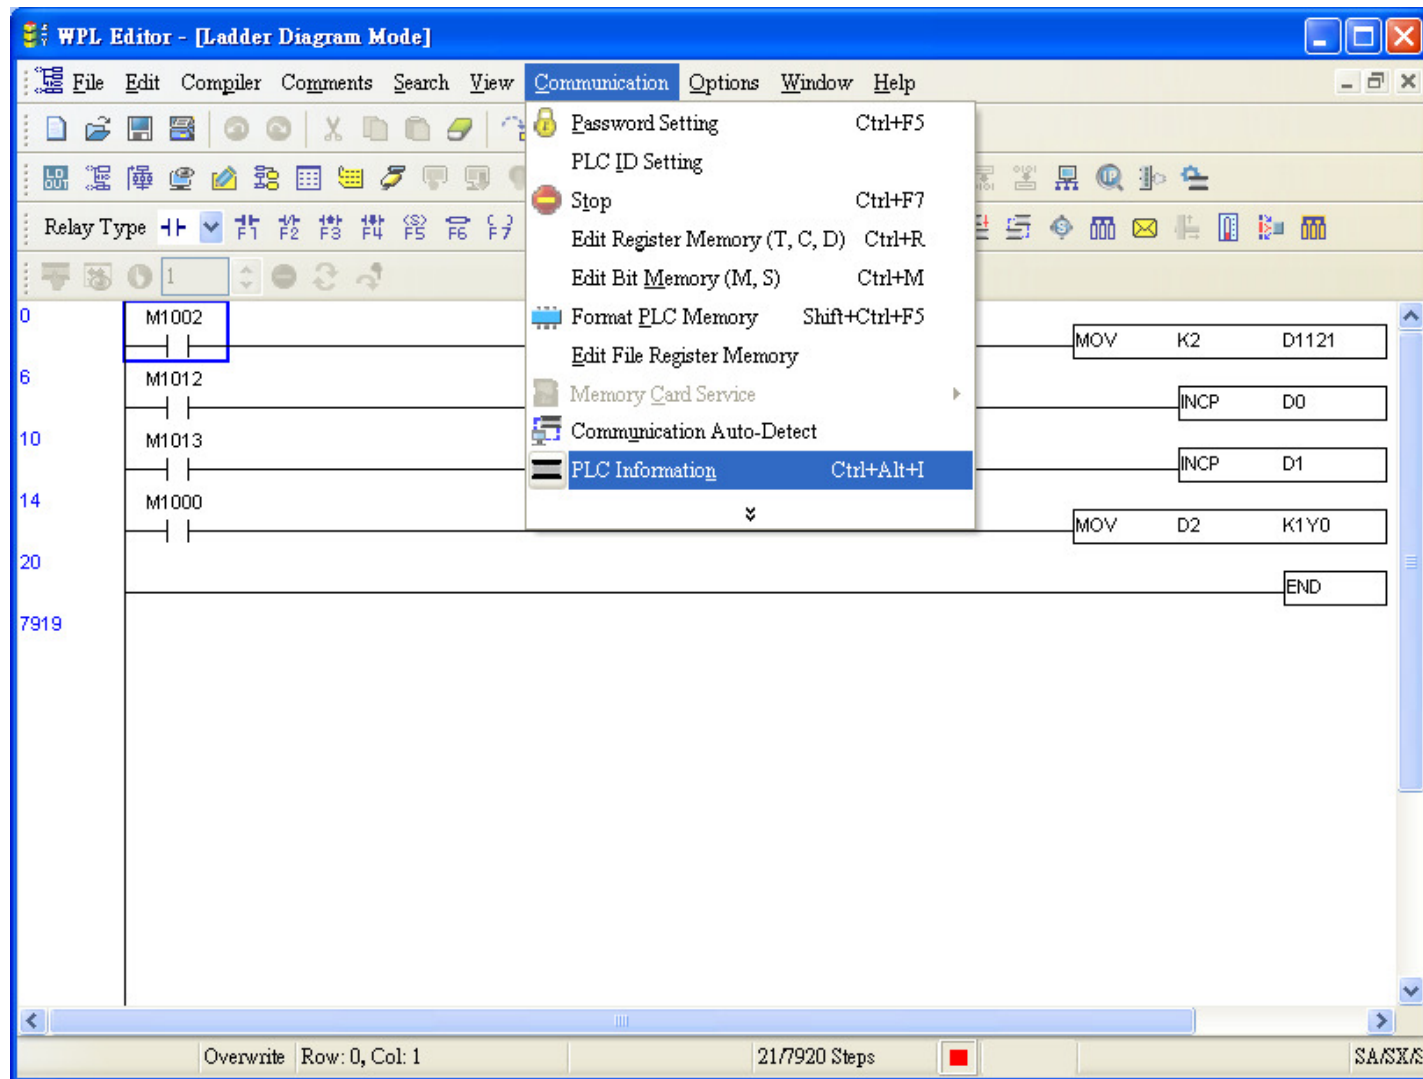 WPL Editor - [Ladder Diagram Mode]
File Edit Compiler Comments Search View Communication Options Window Help
Password Setting Ctrl+F5
PLC ID Setting
Stop Ctrl+F7
Edit Register Memory (T, C, D) Ctrl+R
Edit Bit Memory (M, S) Ctrl+M
Format PLC Memory Shift+Ctrl+F5
Edit File Register Memory
Memory Card Service
Communication Auto-Detect
PLC Information Ctrl+Alt+I
LD OUT
Relay Type F1 F2 F3 F4 F5 F6 F7
1
0 M1002 MOV K2 D1121
6 M1012 INCP D0
10 M1013 INCP D1
14 M1000 MOV D2 K1Y0
20 END
7919
Overwrite Row: 0, Col: 1 21/7920 Steps SA/SX/S